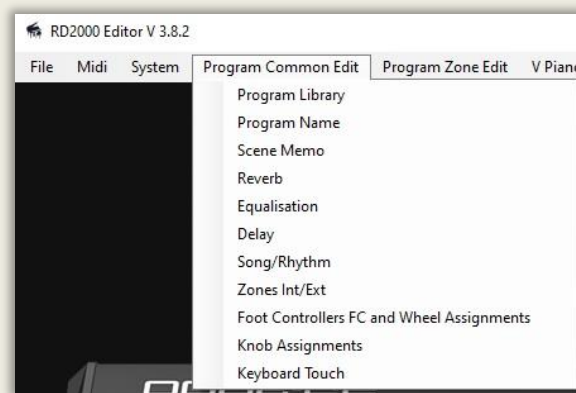 RD2000 Editor V 3.8.2
File Midi System Program Common Edit Program Zone Edit V Piano
Program Library
Program Name
Scene Memo
Reverb
Equalisation
Delay
Song/Rhythm
Zones Int/Ext
Foot Controllers FC and Wheel Assignments
Knob Assignments
Keyboard Touch